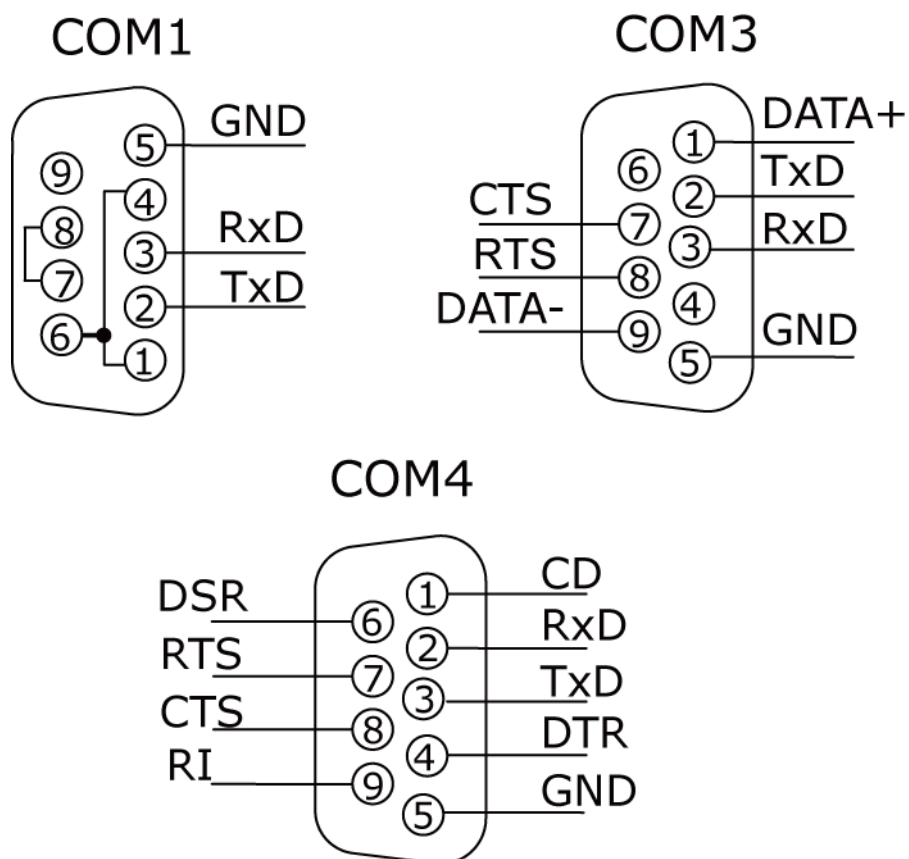 COM1
GND
5
9
4
8
RxD
3
7
TxD
2
6
1
COM3
DATA+
1
6
TxD
2
CTS
7
RxD
3
RTS
8
4
DATA-
9
GND
5
COM4
CD
1
DSR
6
RxD
2
RTS
7
TxD
3
CTS
8
DTR
4
RI
9
GND
5